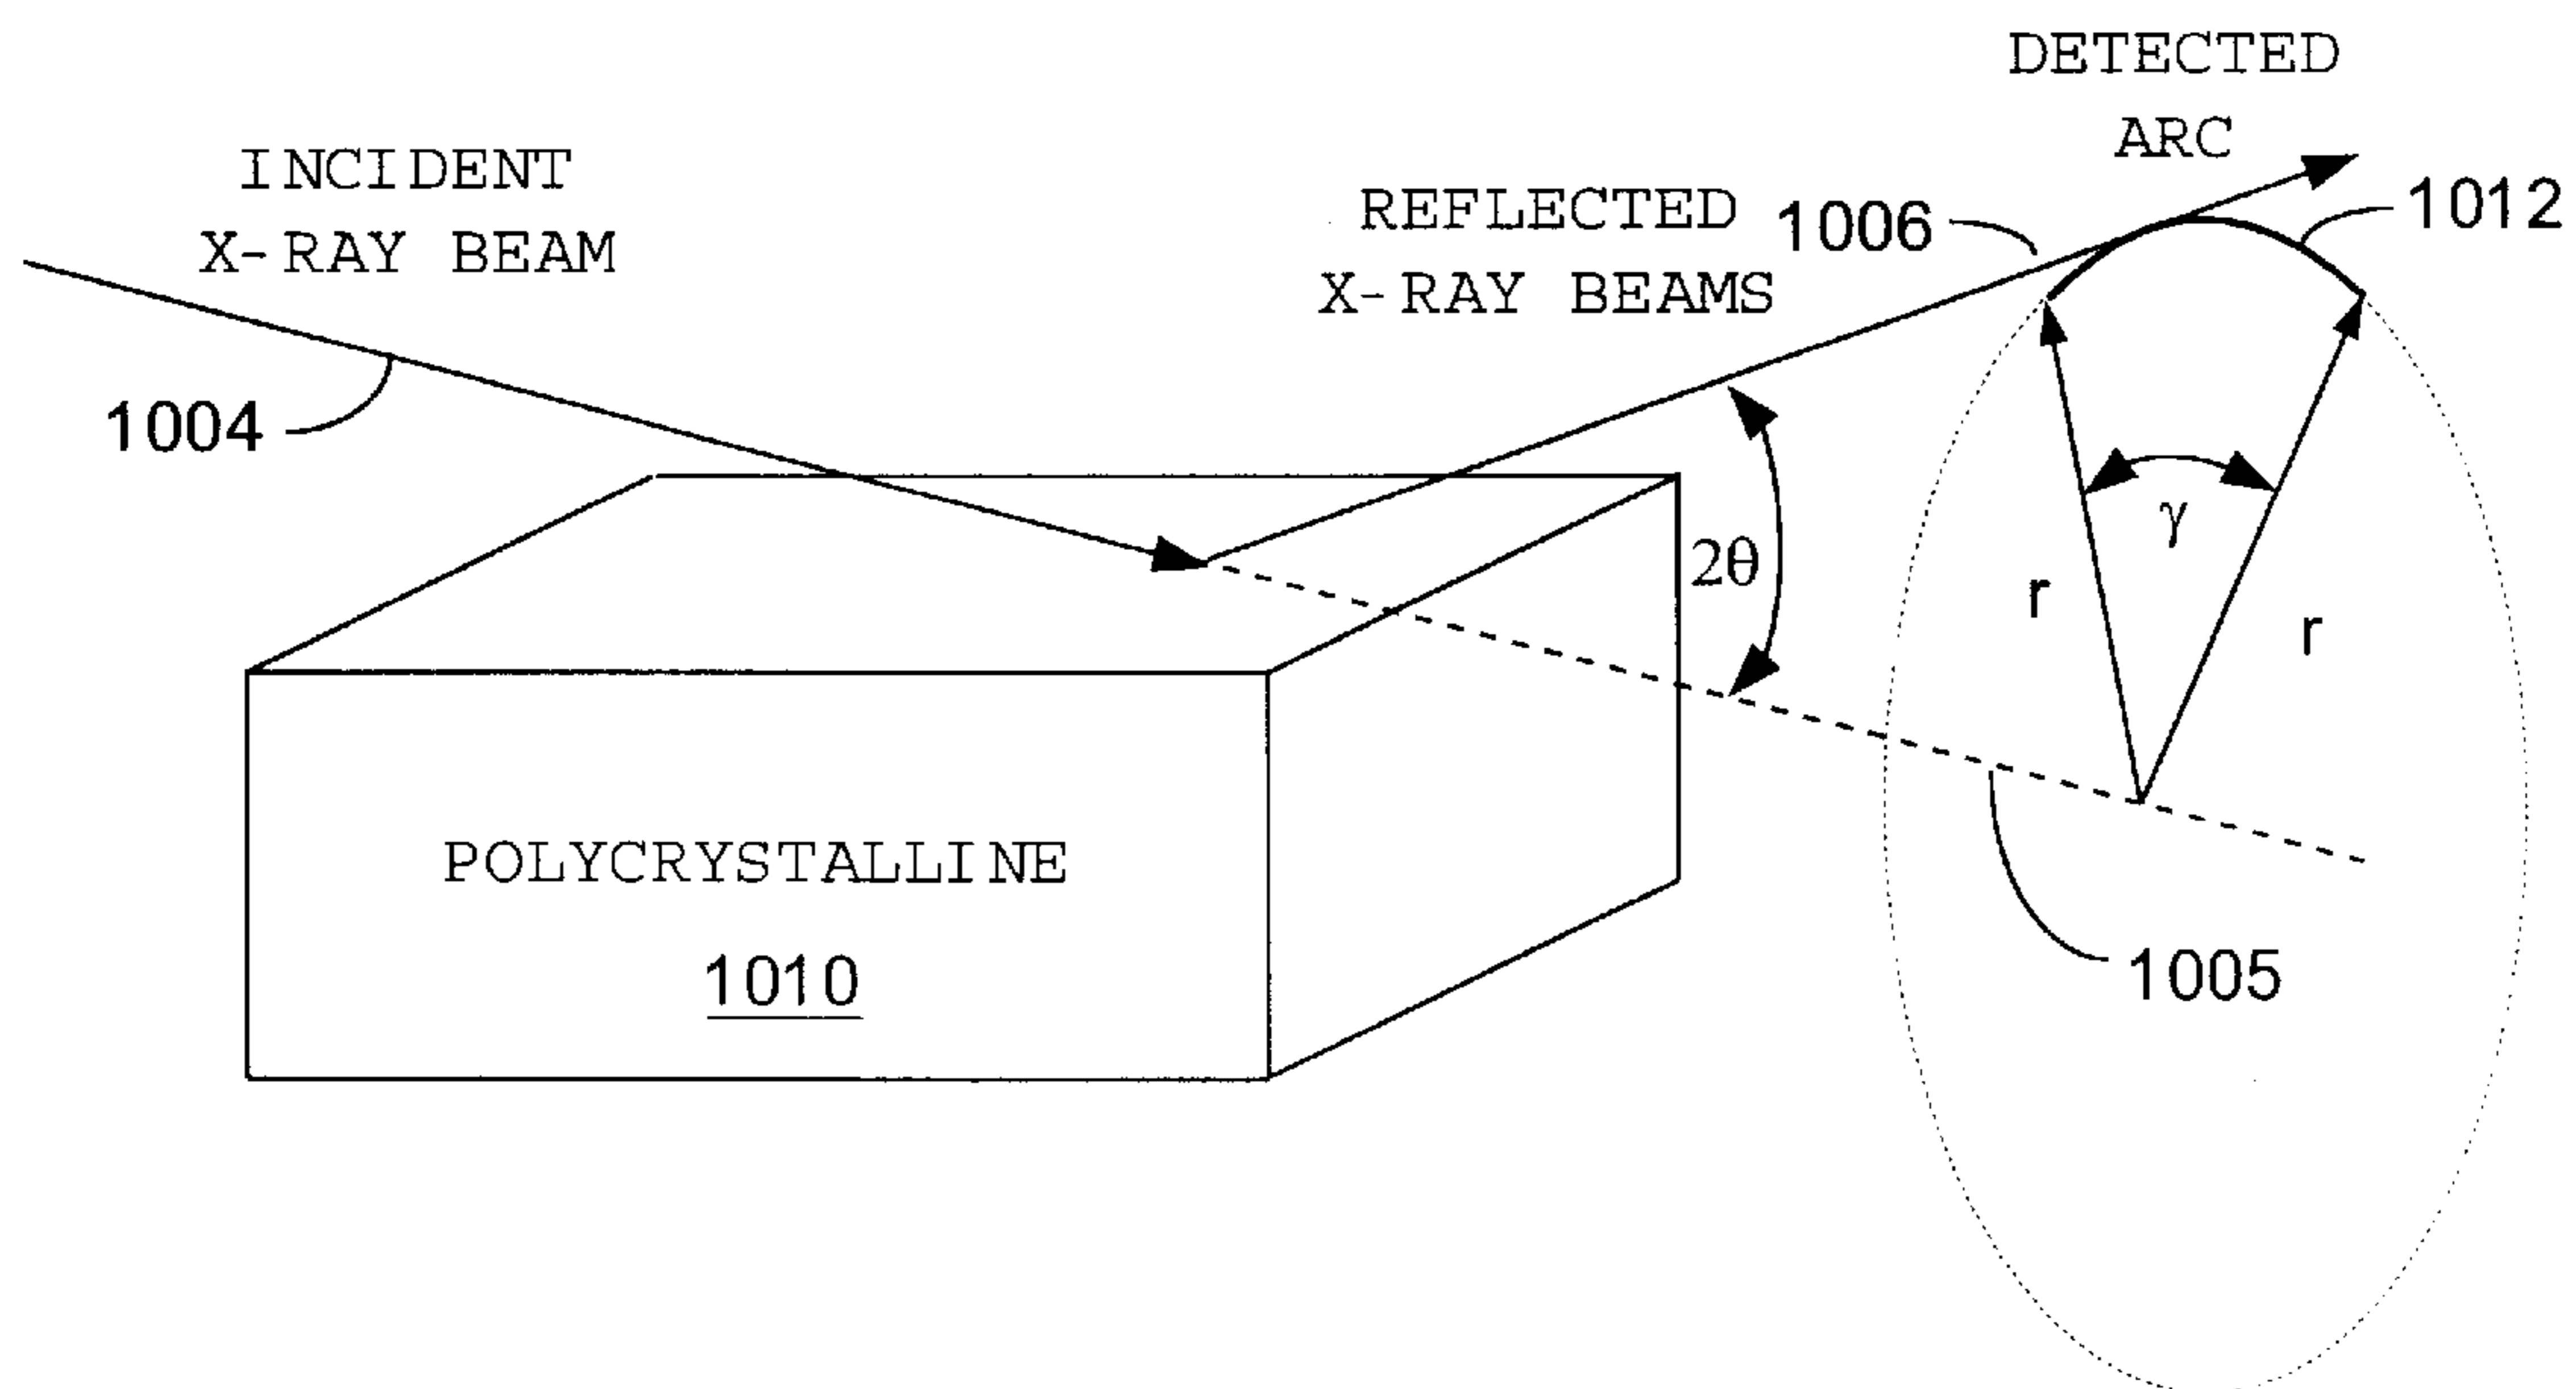 DETECTED
ARC
INCIDENT
X-RAY BEAM
REFLECTED
X-RAY BEAMS
1006
1012
1004
2θ
γ
r
r
POLYCRYSTALLINE
1010
1005